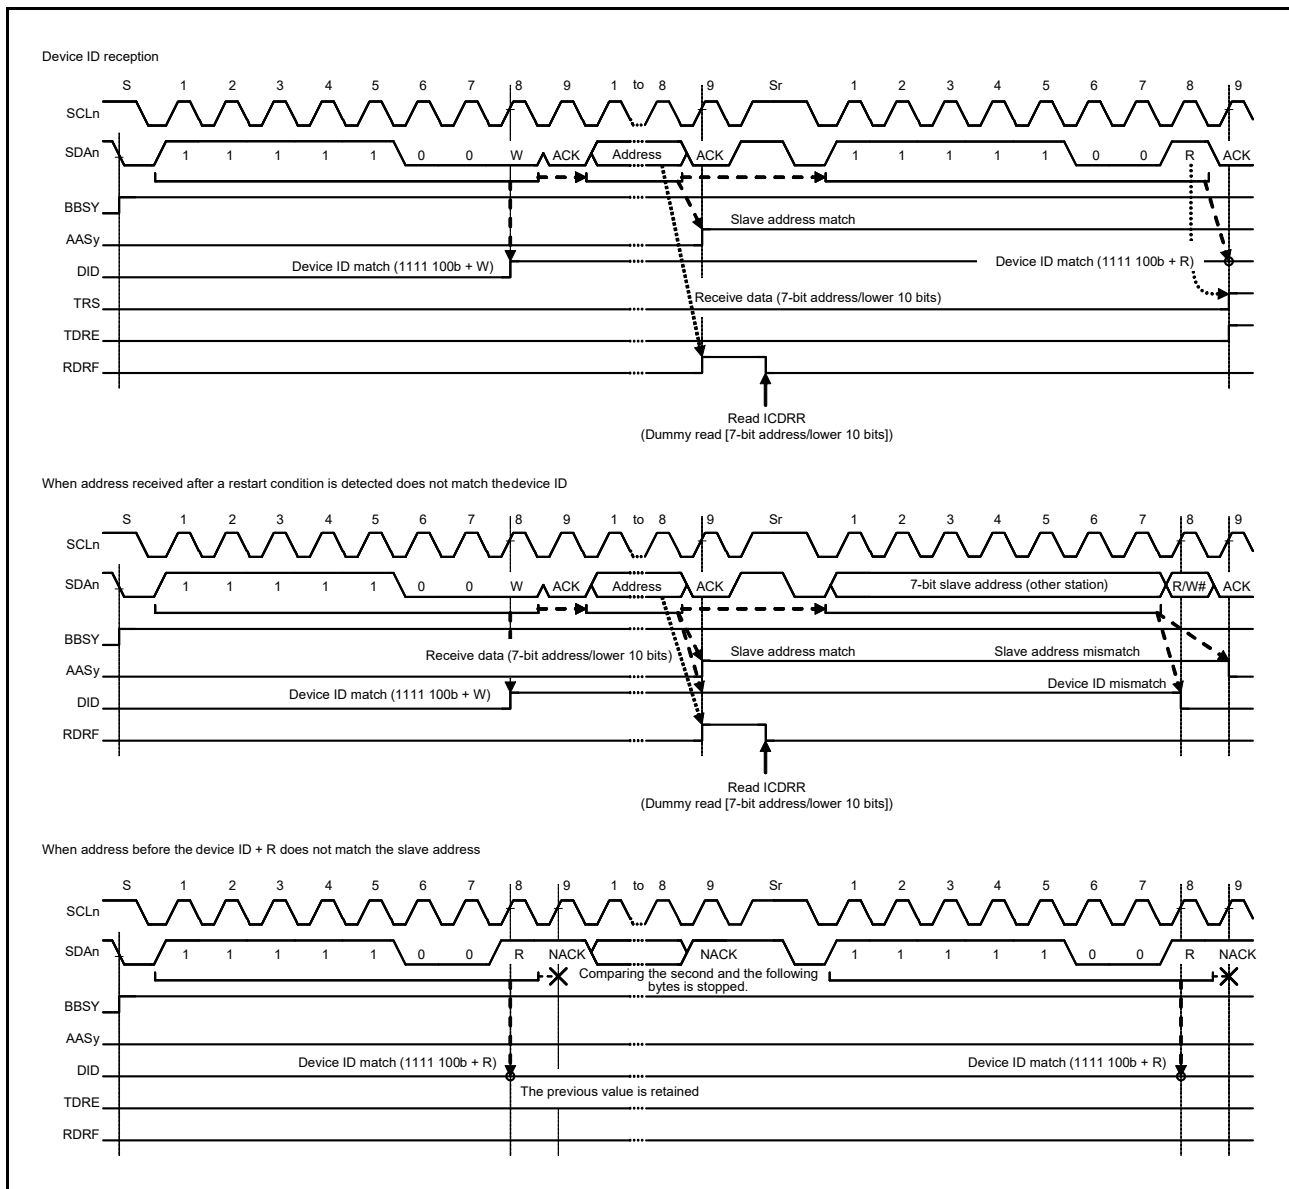 Device ID reception
S 1 2 3 4 5 6 7 8 9 1 to 8 9 Sr 1 2 3 4 5 6 7 8 9
SCLn
SDAn 1 1 1 1 1 0 0 W ACK Address ACK 1 1 1 1 1 0 0 R ACK
BBSY
Slave address match
AASy
Device ID match (1111 100b + W) Device ID match (1111 100b + R)
DID
Receive data (7-bit address/lower 10 bits)
TRS
TDRE
RDRF
Read ICDRR
(Dummy read [7-bit address/lower 10 bits])
When address received after a restart condition is detected does not match the device ID
S 1 2 3 4 5 6 7 8 9 1 to 8 9 Sr 1 2 3 4 5 6 7 8 9
SCLn
SDAn 1 1 1 1 1 0 0 W ACK Address ACK 7-bit slave address (other station) R/W# ACK
BBSY
Receive data (7-bit address/lower 10 bits) Slave address match Slave address mismatch
AASy
Device ID match (1111 100b + W) Device ID mismatch
DID
RDRF
Read ICDRR
(Dummy read [7-bit address/lower 10 bits])
When address before the device ID + R does not match the slave address
S 1 2 3 4 5 6 7 8 9 1 to 8 9 Sr 1 2 3 4 5 6 7 8 9
SCLn
SDAn 1 1 1 1 1 0 0 R NACK NACK 1 1 1 1 1 0 0 R NACK
Comparing the second and the following
bytes is stopped.
BBSY
AASy
Device ID match (1111 100b + R) Device ID match (1111 100b + R)
DID
The previous value is retained
TDRE
RDRF